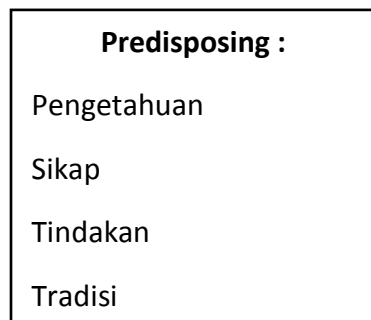 Predisposing :
Pengetahuan
Sikap
Tindakan
Tradisi